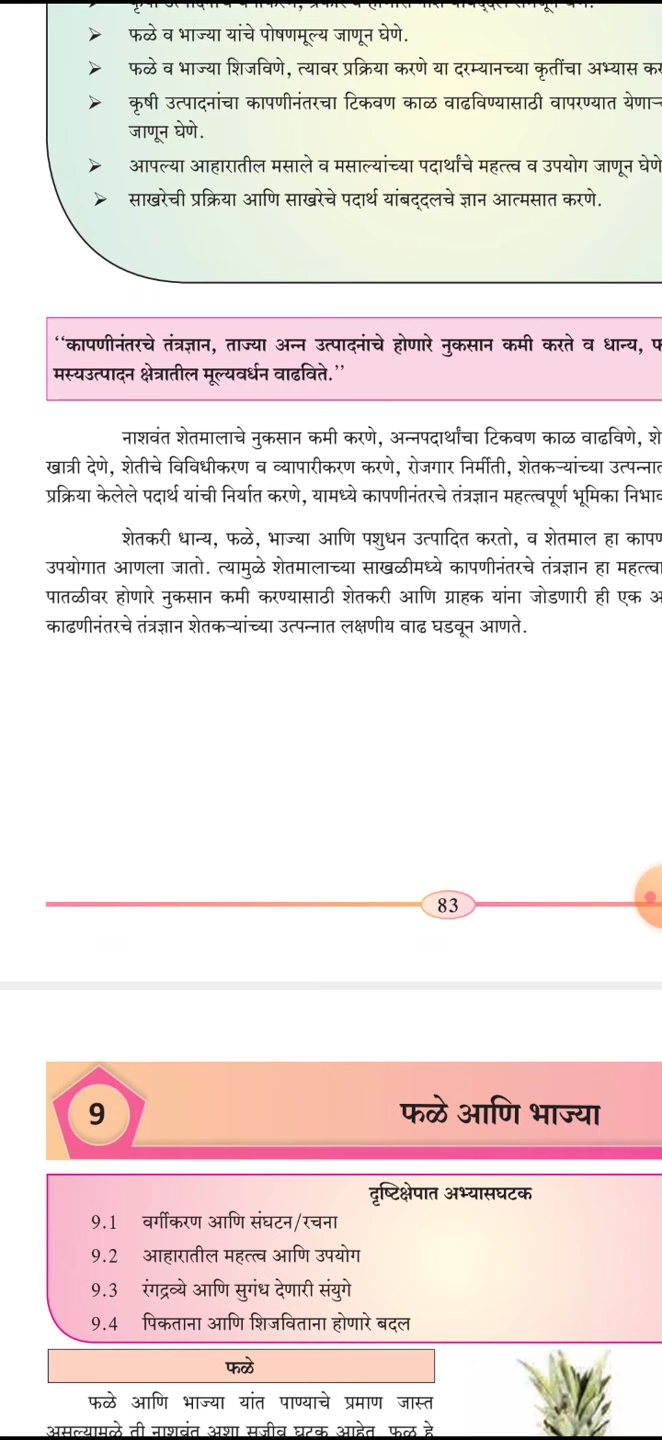 फळे व भाज्या यांचे पोषणमूल्य जाणून घेणे.
फळे व भाज्या शिजविणे, त्यावर प्रक्रिया करणे या दरम्यानच्या कृतींचा अभ्यास
कृषी उत्पादनांचा कापणीनंतरचा टिकवण काळ वाढविण्यासाठी वापरण्यात
जाणून घेणे.
आपल्या आहारातील मसाले व मसाल्यांच्या पदार्थांचे महत्त्व व उपयोग जाणून घेणे
साखरेची प्रक्रिया आणि साखरेचे पदार्थ यांबद्दलचे ज्ञान आत्मसात करणे.
‘‘कापणीनंतरचे तंत्रज्ञान, ताज्या अन्न उत्पादनांचे होणारे नुकसान कमी करते व धान्य,
मस्यउत्पादन क्षेत्रातील मूल्यवर्धन वाढविते.’’
नाशवंत शेतमालाचे नुकसान कमी करणे, अन्नपदार्थांचा टिकवण काळ वाढविणे,
खात्री देणे, शेतीचे विविधीकरण व व्यापारीकरण करणे, रोजगार निर्मीती, शेतकऱ्यांच्या
प्रक्रिया केलेले पदार्थ यांची निर्यात करणे, यामध्ये कापणीनंतरचे तंत्रज्ञान महत्त्वपूर्ण भूमिका
शेतकरी धान्य, फळे, भाज्या आणि पशुधन उत्पादित करतो, व शेतमाल हा
उपयोगात आणला जातो. त्यामुळे शेतमालाच्या साखळीमध्ये कापणीनंतरचे तंत्रज्ञान हा
पातळीवर होणारे नुकसान कमी करण्यासाठी शेतकरी आणि ग्राहक यांना जोडणारी ही एक
काढणीनंतरचे तंत्रज्ञान शेतकऱ्यांच्या उत्पन्नात लक्षणीय वाढ घडवून आणते.
83
9 फळे आणि भाज्या
दृष्टिक्षेपात अभ्यासघटक
9.1 वर्गीकरण आणि संघटन/रचना
9.2 आहारातील महत्त्व आणि उपयोग
9.3 रंगद्रव्ये आणि सुगंध देणारी संयुगे
9.4 पिकताना आणि शिजविताना होणारे बदल
फळे
फळे आणि भाज्या यांत पाण्याचे प्रमाण जास्त
असल्यामुळे ती नाशवंत अशा सजीव घटक आहेत. फळ हे